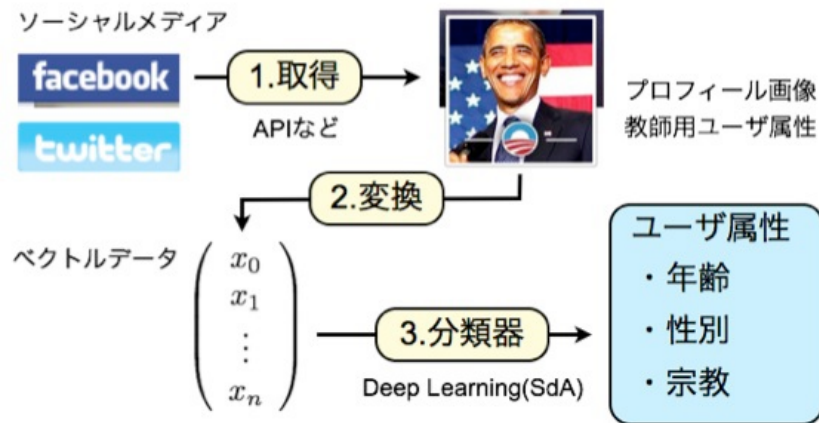 ソーシャルメディア
facebook
twitter
1.取得
APIなど
プロフィール画像
教師用ユーザ属性
2.変換
ベクトルデータ
x_0
x_1
⋮
x_n
3.分類器
Deep Learning(SdA)
ユーザ属性
・年齢
・性別
・宗教